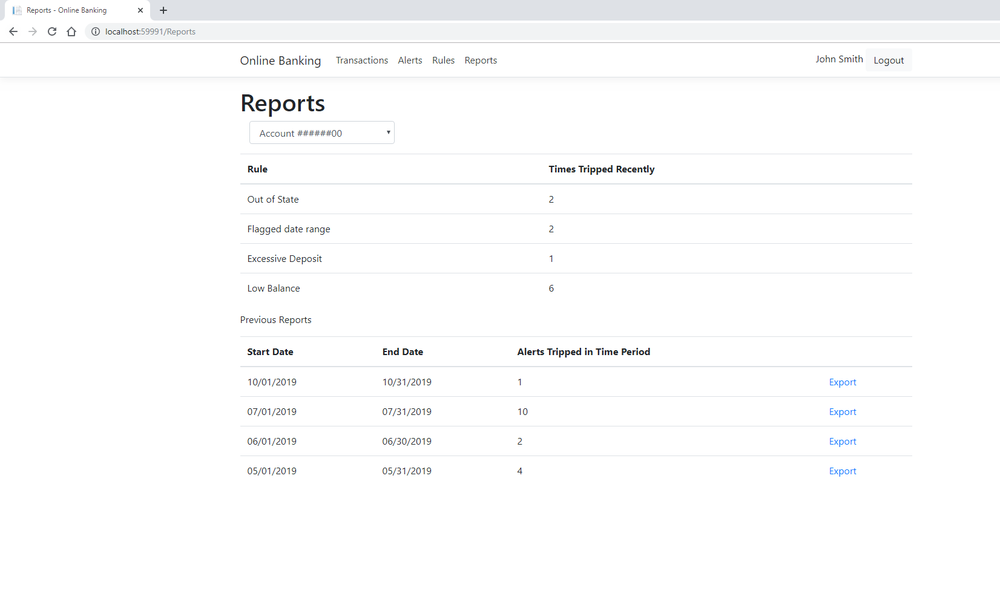 Reports - Online Banking
localhost:59991/Reports
Online Banking Transactions Alerts Rules Reports John Smith Logout
Reports
Account ######00
Rule Times Tripped Recently
Out of State 2
Flagged date range 2
Excessive Deposit 1
Low Balance 6
Previous Reports
Start Date End Date Alerts Tripped in Time Period
10/01/2019 10/31/2019 1 Export
07/01/2019 07/31/2019 10 Export
06/01/2019 06/30/2019 2 Export
05/01/2019 05/31/2019 4 Export